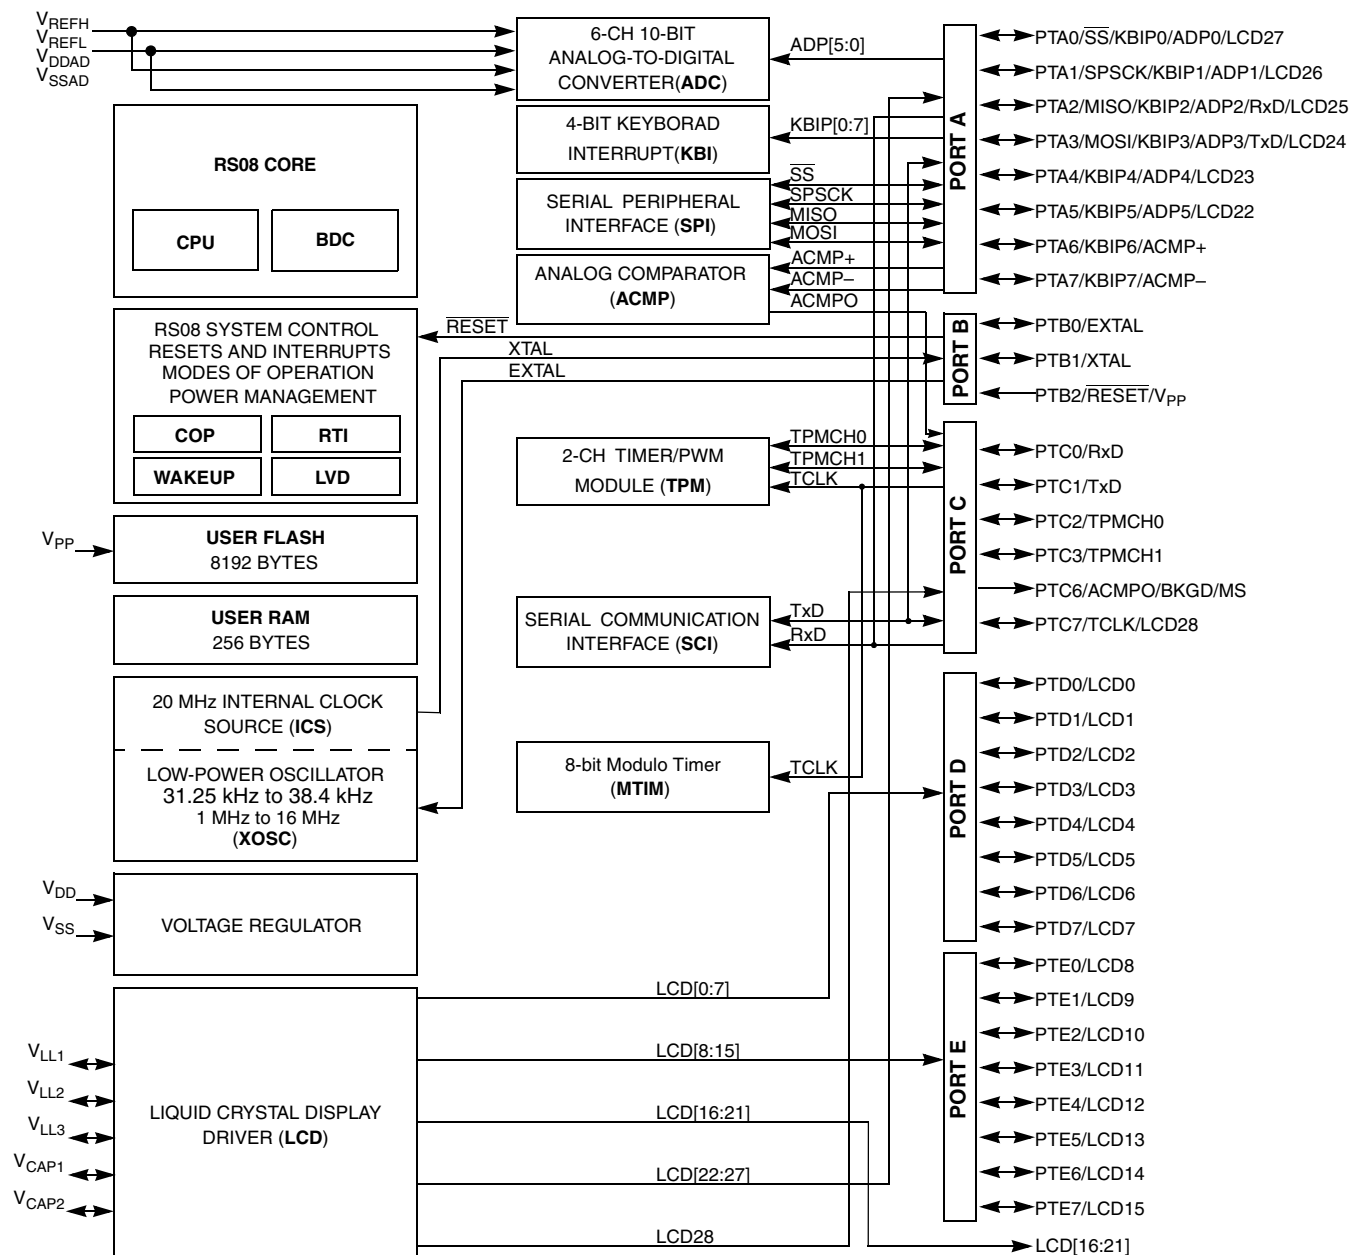 VREFH
VREFL
VDDAD
VSSAD
6-CH 10-BIT
ANALOG-TO-DIGITAL
CONVERTER(ADC)
4-BIT KEYBORAD
INTERRUPT(KBI)
SERIAL PERIPHERAL
INTERFACE (SPI)
ANALOG COMPARATOR
(ACMP)
ADP[5:0]
KBIP[0:7]
SS
SPSCK
MISO
MOSI
ACMP+
ACMP–
ACMPO
PORT A
PTA0/SS/KBIP0/ADP0/LCD27
PTA1/SPSCK/KBIP1/ADP1/LCD26
PTA2/MISO/KBIP2/ADP2/RxD/LCD25
PTA3/MOSI/KBIP3/ADP3/TxD/LCD24
PTA4/KBIP4/ADP4/LCD23
PTA5/KBIP5/ADP5/LCD22
PTA6/KBIP6/ACMP+
PTA7/KBIP7/ACMP–
RS08 CORE
CPU
BDC
RS08 SYSTEM CONTROL
RESETS AND INTERRUPTS
MODES OF OPERATION
POWER MANAGEMENT
COP
RTI
WAKEUP
LVD
RESET
XTAL
EXTAL
PORT B
PTB0/EXTAL
PTB1/XTAL
PTB2/RESET/VPP
2-CH TIMER/PWM
MODULE (TPM)
TPMCH0
TPMCH1
TCLK
PORT C
PTC0/RxD
PTC1/TxD
PTC2/TPMCH0
PTC3/TPMCH1
PTC6/ACMPO/BKGD/MS
PTC7/TCLK/LCD28
VPP
USER FLASH
8192 BYTES
USER RAM
256 BYTES
SERIAL COMMUNICATION
INTERFACE (SCI)
TxD
RxD
20 MHz INTERNAL CLOCK
SOURCE (ICS)
LOW-POWER OSCILLATOR
31.25 kHz to 38.4 kHz
1 MHz to 16 MHz
(XOSC)
8-bit Modulo Timer
(MTIM)
TCLK
PORT D
PTD0/LCD0
PTD1/LCD1
PTD2/LCD2
PTD3/LCD3
PTD4/LCD4
PTD5/LCD5
PTD6/LCD6
PTD7/LCD7
VDD
VSS
VOLTAGE REGULATOR
VLL1
VLL2
VLL3
VCAP1
VCAP2
LIQUID CRYSTAL DISPLAY
DRIVER (LCD)
LCD[0:7]
LCD[8:15]
LCD[16:21]
LCD[22:27]
LCD28
PORT E
PTE0/LCD8
PTE1/LCD9
PTE2/LCD10
PTE3/LCD11
PTE4/LCD12
PTE5/LCD13
PTE6/LCD14
PTE7/LCD15
LCD[16:21]